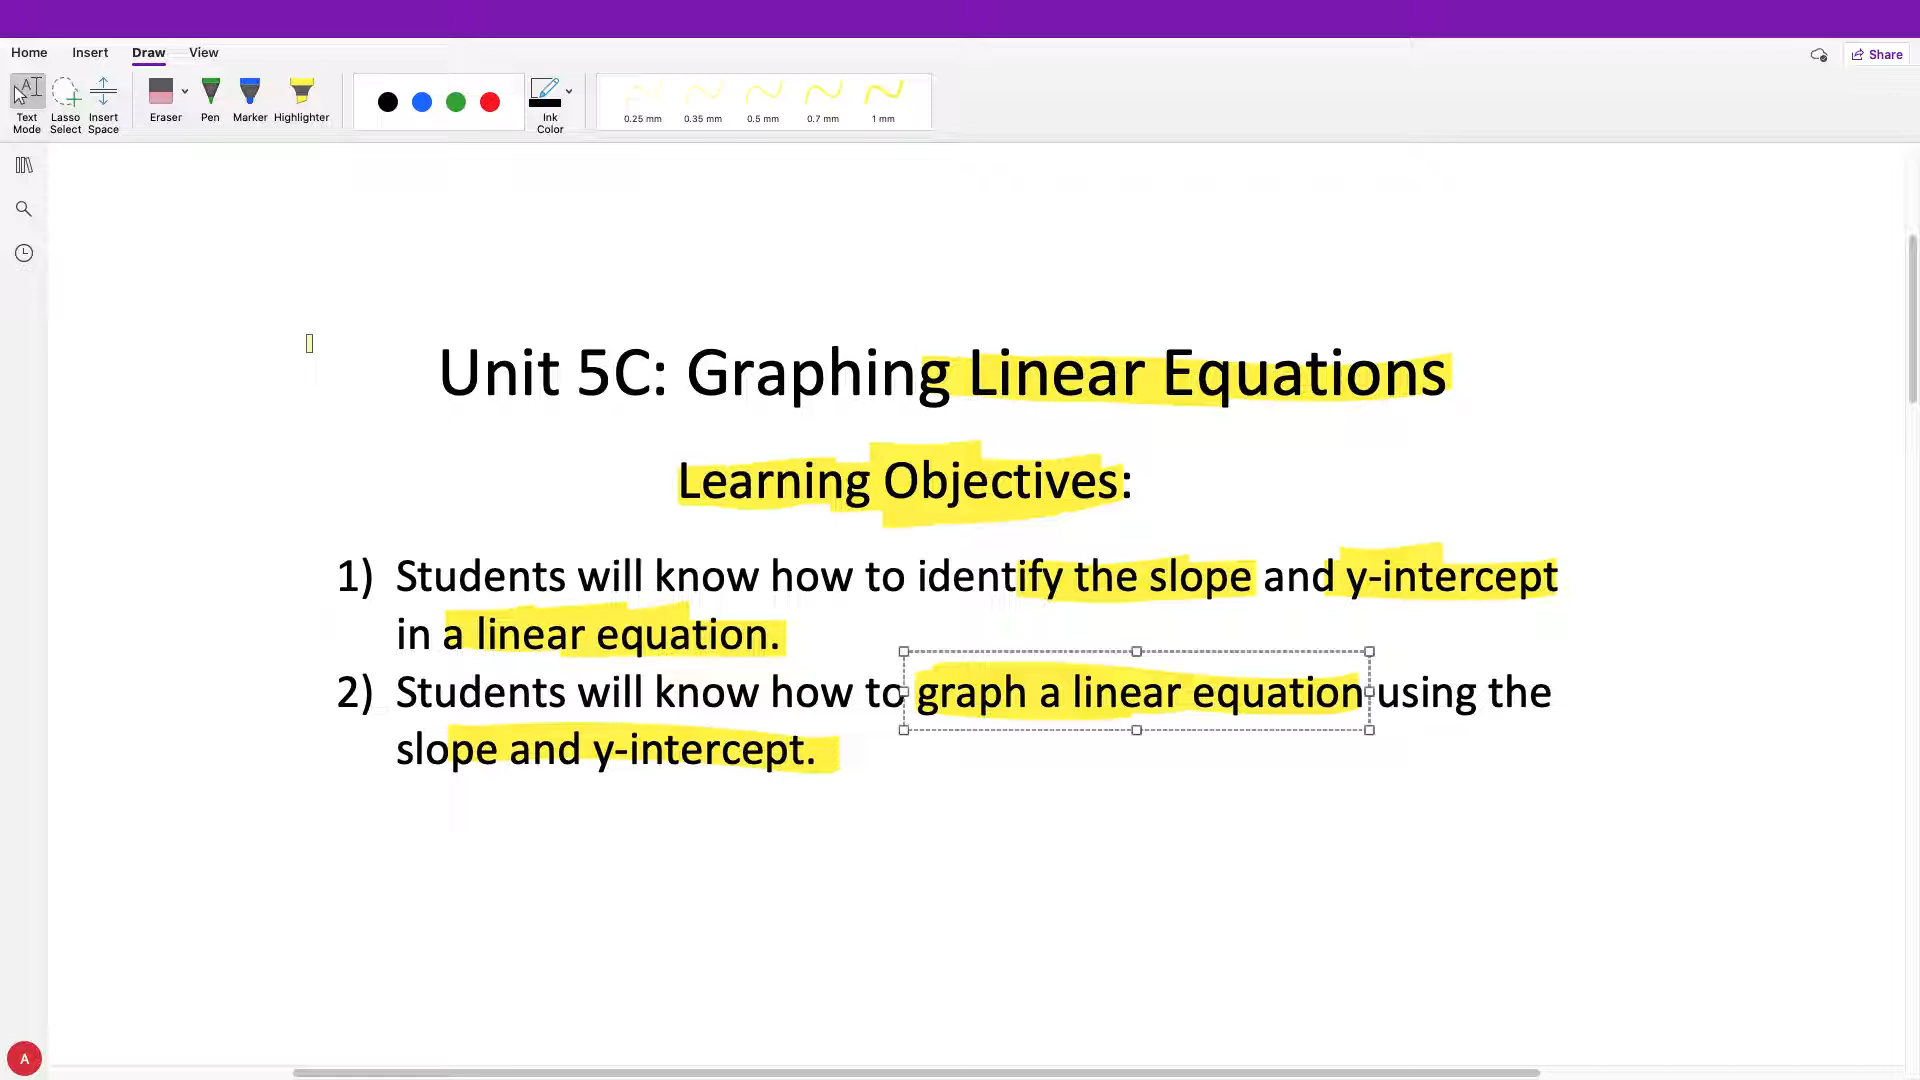 Home Insert Draw View
Share
Text Mode
Lasso Select
Insert Space
Eraser
Pen
Marker
Highlighter
Ink Color
0.25 mm
0.35 mm
0.5 mm
0.7 mm
1 mm
Unit 5C: Graphing Linear Equations
Learning Objectives:
1) Students will know how to identify the slope and y-intercept
in a linear equation.
2) Students will know how to graph a linear equation using the
slope and y-intercept.
A